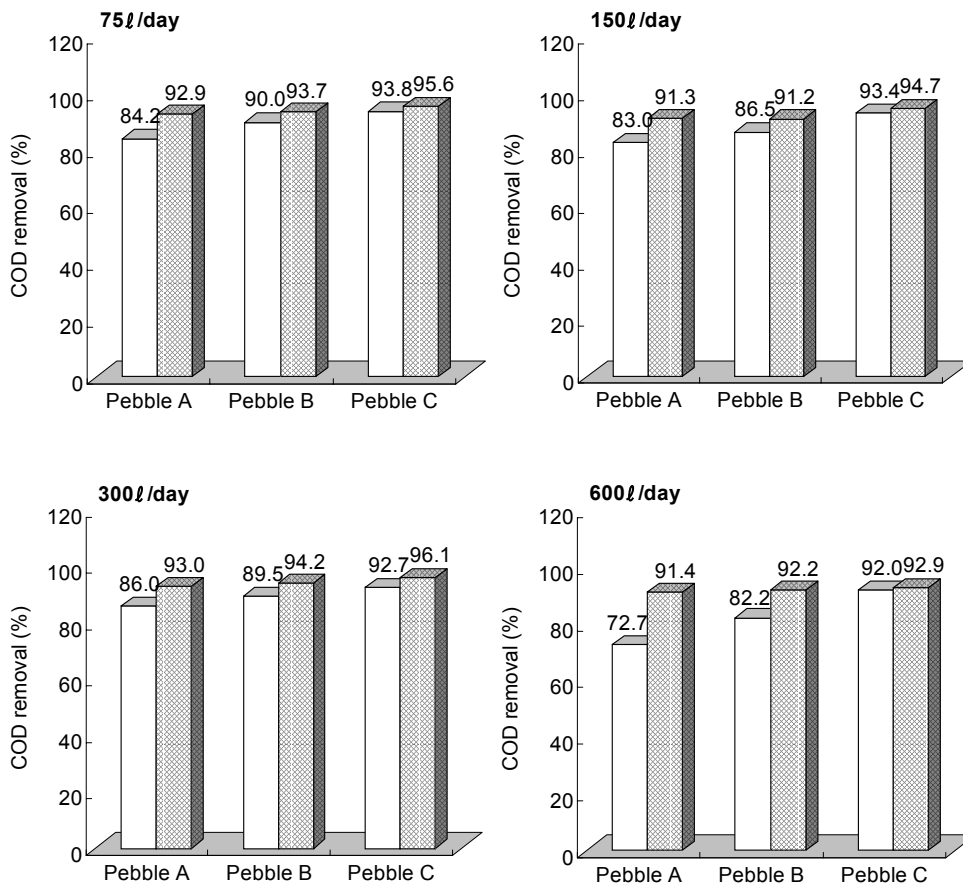 75ℓ/day
120
100
80
60
40
20
0
COD removal (%)
84.2 92.9 90.0 93.7 93.8 95.6
Pebble A Pebble B Pebble C
150ℓ/day
120
100
80
60
40
20
0
COD removal (%)
83.0 91.3 86.5 91.2 93.4 94.7
Pebble A Pebble B Pebble C
300ℓ/day
120
100
80
60
40
20
0
COD removal (%)
86.0 93.0 89.5 94.2 92.7 96.1
Pebble A Pebble B Pebble C
600ℓ/day
120
100
80
60
40
20
0
COD removal (%)
72.7 91.4 82.2 92.2 92.0 92.9
Pebble A Pebble B Pebble C